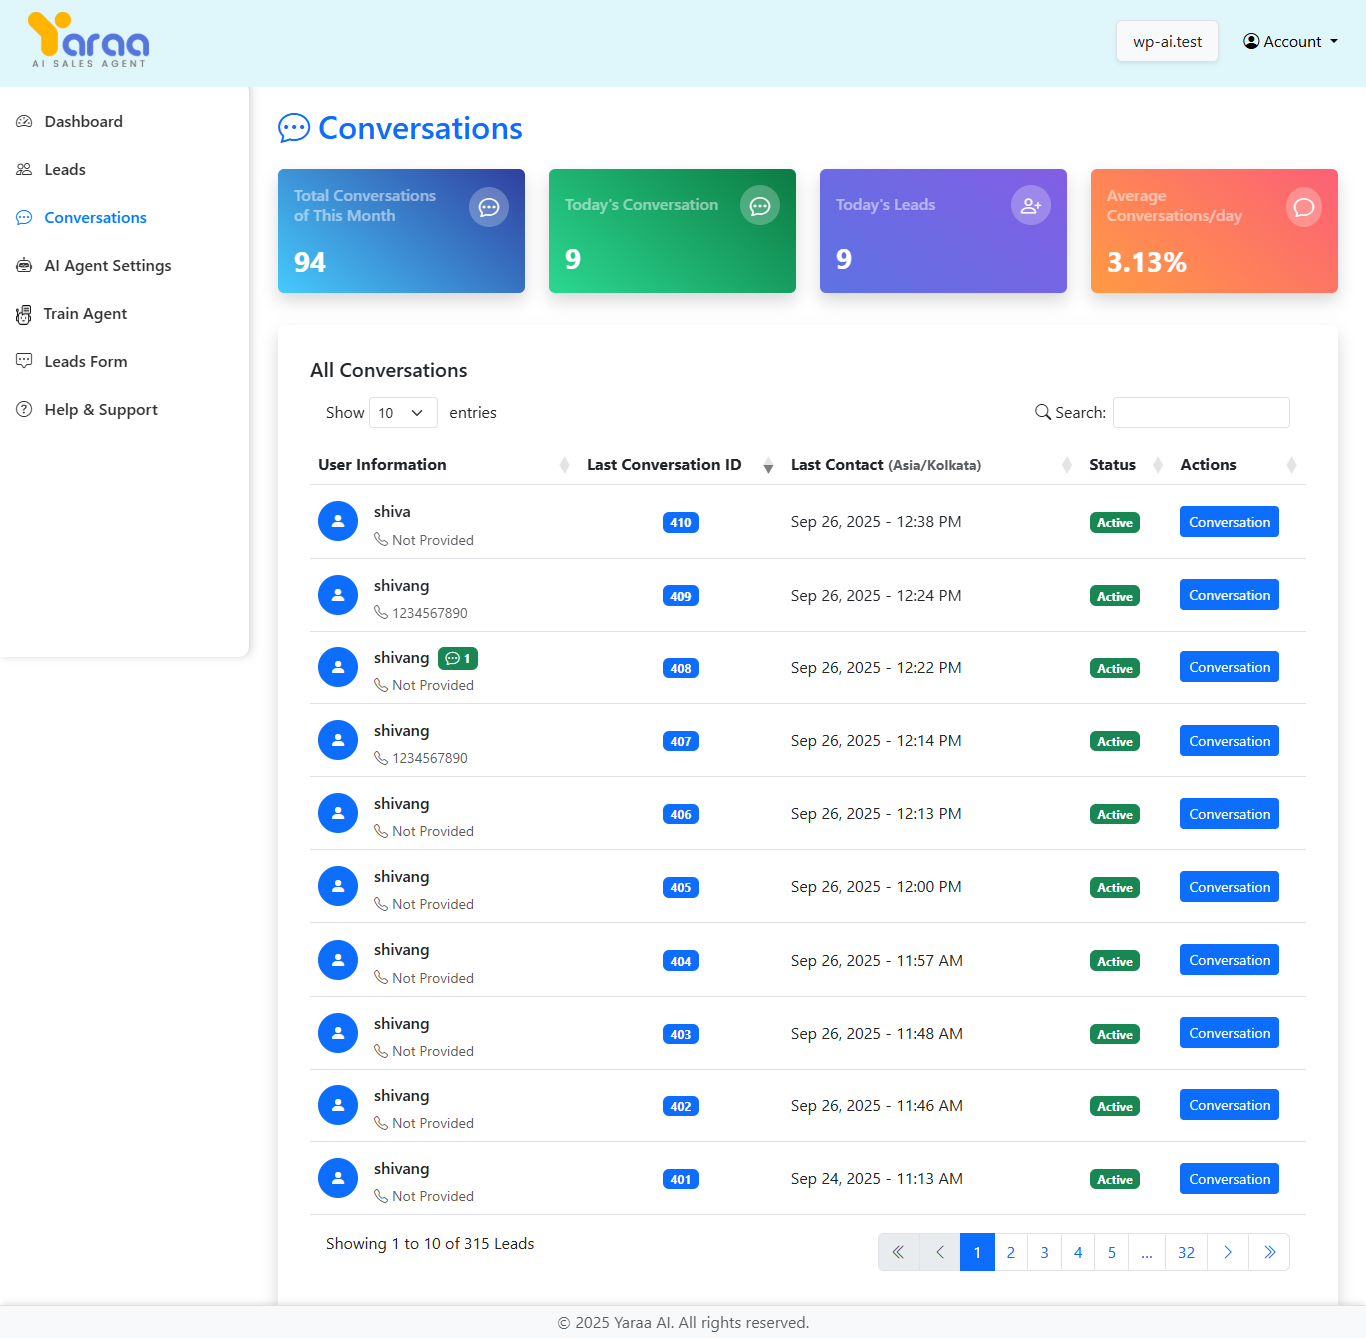 Yaraa
AI SALES AGENT
wp-ai.test
Account
Dashboard
Leads
Conversations
AI Agent Settings
Train Agent
Leads Form
Help & Support
Conversations
Total Conversations
of This Month
94
Today's Conversation
9
Today's Leads
9
Average
Conversations/day
3.13%
All Conversations
Show 10 entries
Search:
User Information Last Conversation ID Last Contact (Asia/Kolkata) Status Actions
shiva
Not Provided
410 Sep 26, 2025 - 12:38 PM Active Conversation
shivang
1234567890
409 Sep 26, 2025 - 12:24 PM Active Conversation
shivang 1
Not Provided
408 Sep 26, 2025 - 12:22 PM Active Conversation
shivang
1234567890
407 Sep 26, 2025 - 12:14 PM Active Conversation
shivang
Not Provided
406 Sep 26, 2025 - 12:13 PM Active Conversation
shivang
Not Provided
405 Sep 26, 2025 - 12:00 PM Active Conversation
shivang
Not Provided
404 Sep 26, 2025 - 11:57 AM Active Conversation
shivang
Not Provided
403 Sep 26, 2025 - 11:48 AM Active Conversation
shivang
Not Provided
402 Sep 26, 2025 - 11:46 AM Active Conversation
shivang
Not Provided
401 Sep 24, 2025 - 11:13 AM Active Conversation
Showing 1 to 10 of 315 Leads
« ‹ 1 2 3 4 5 ... 32 › »
© 2025 Yaraa AI. All rights reserved.